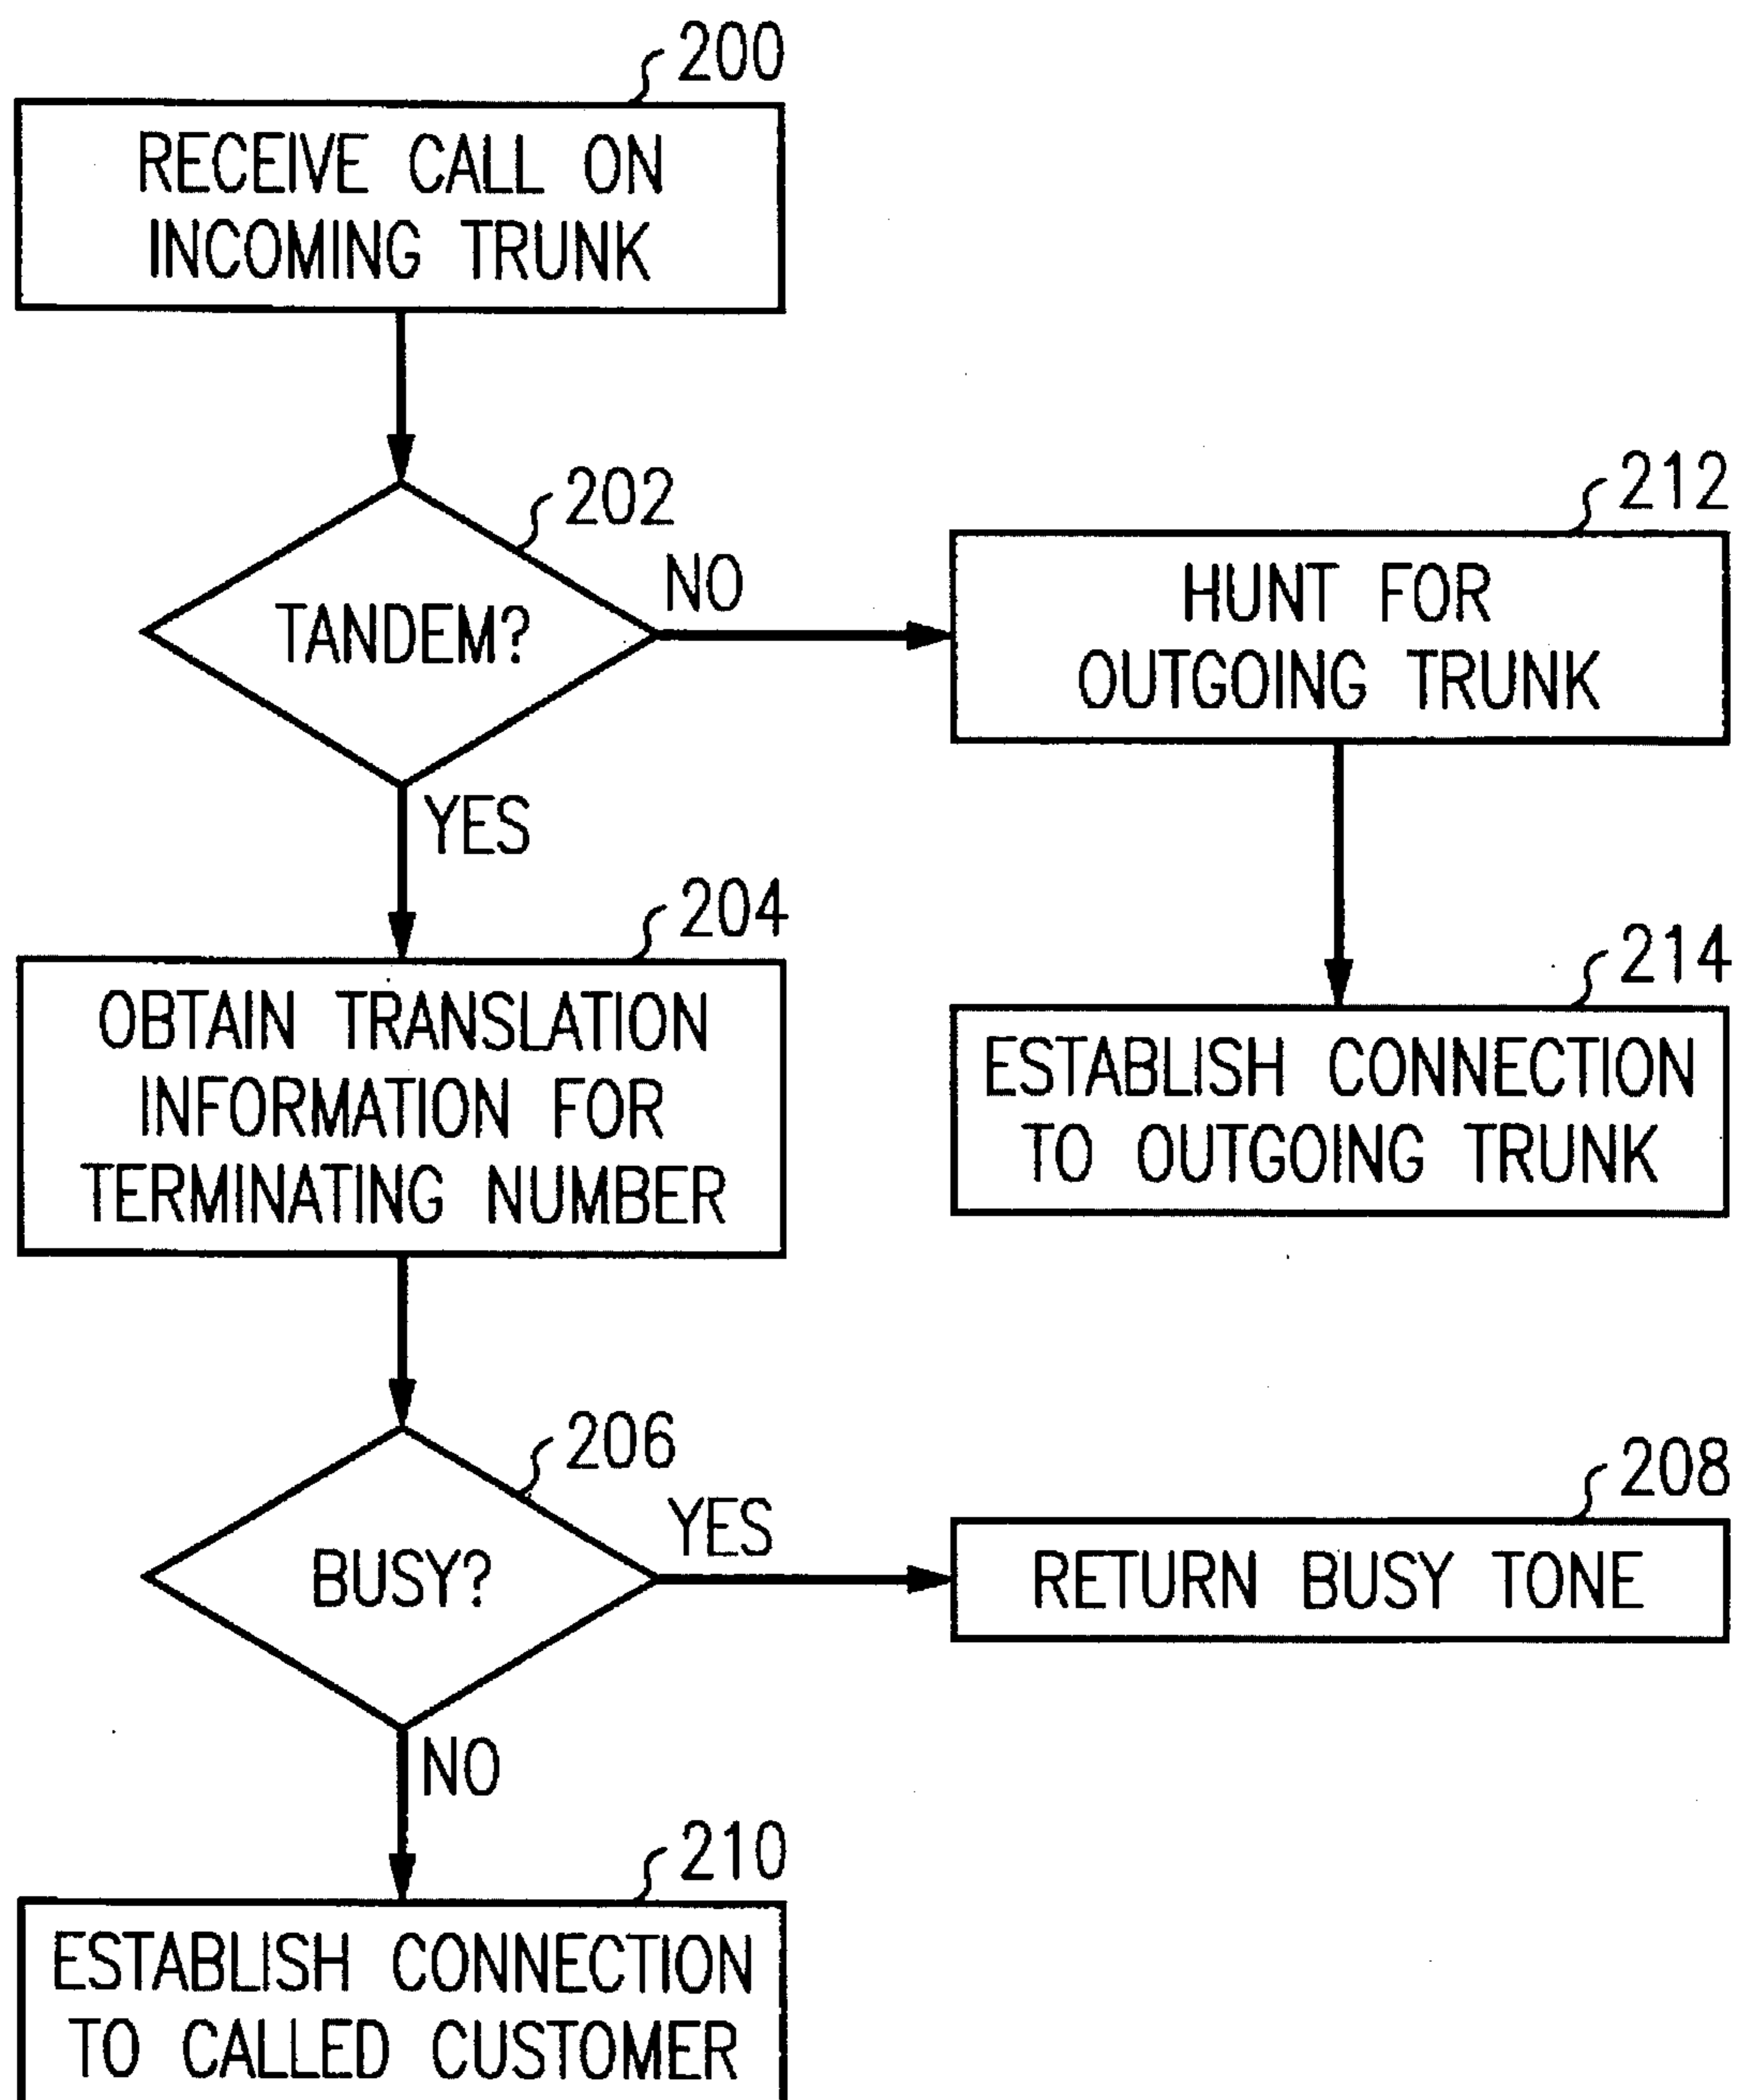 200
RECEIVE CALL ON
INCOMING TRUNK
202
TANDEM?
NO
YES
212
HUNT FOR
OUTGOING TRUNK
214
ESTABLISH CONNECTION
TO OUTGOING TRUNK
204
OBTAIN TRANSLATION
INFORMATION FOR
TERMINATING NUMBER
206
BUSY?
YES
NO
208
RETURN BUSY TONE
210
ESTABLISH CONNECTION
TO CALLED CUSTOMER